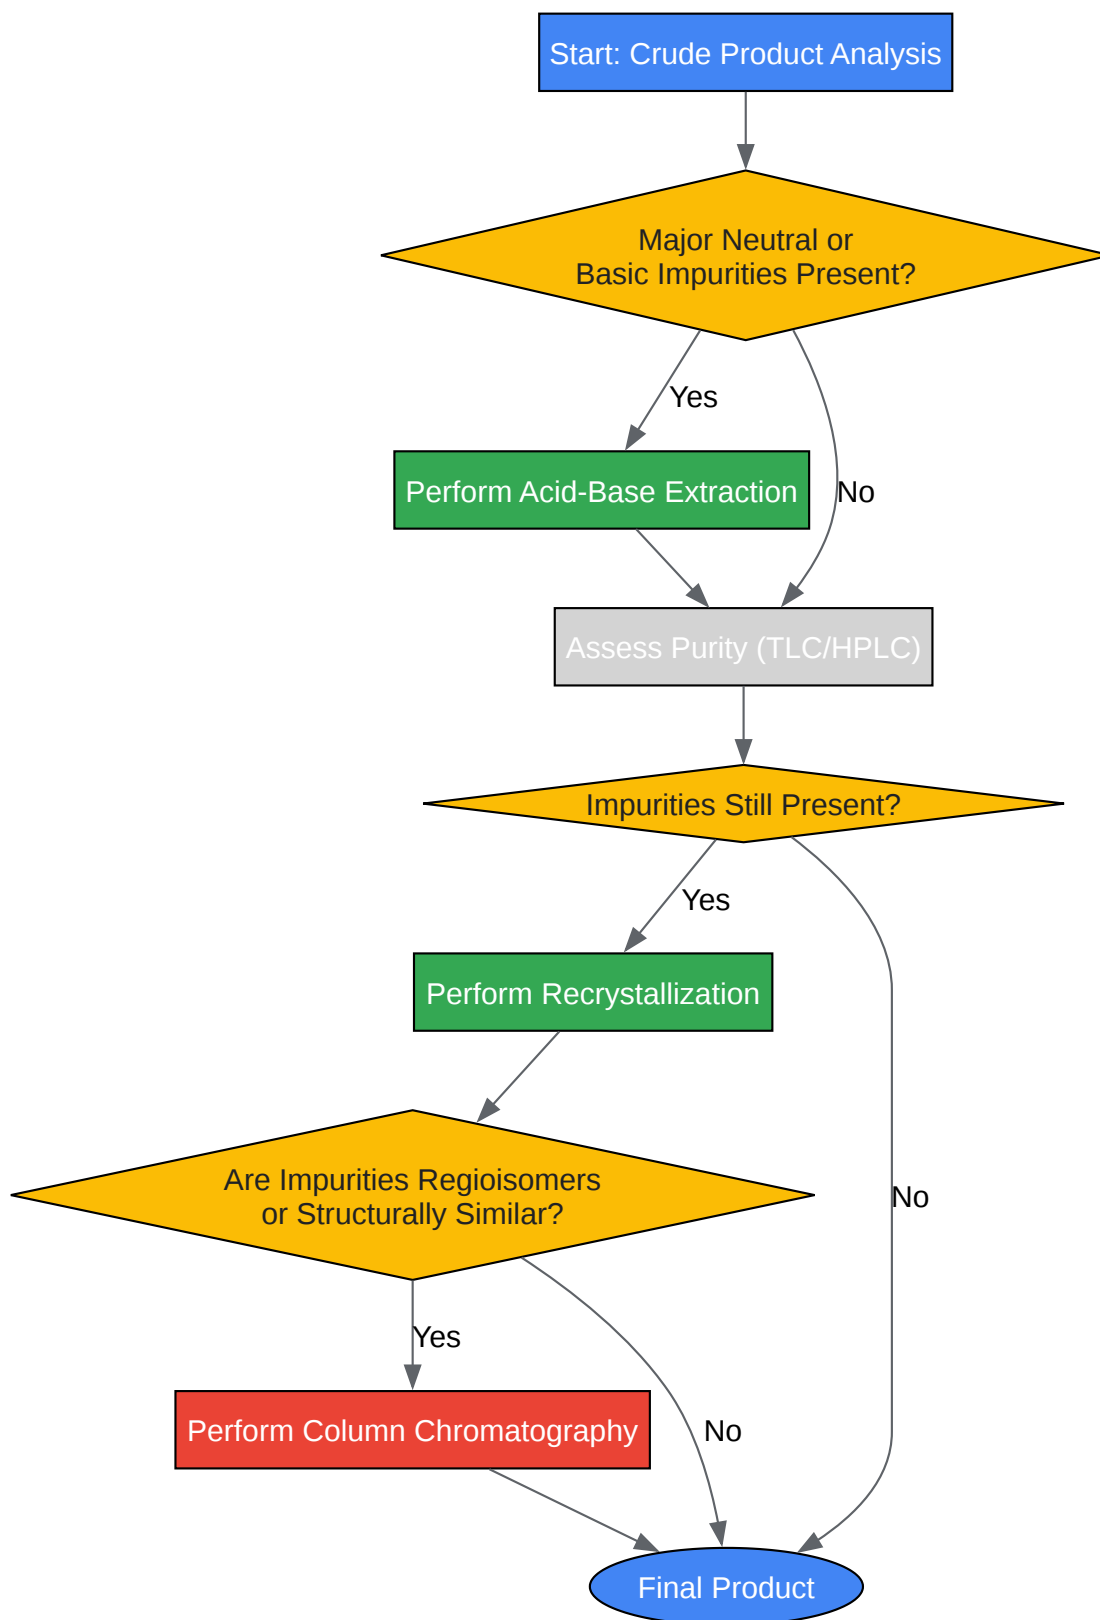 Start: Crude Product Analysis
Major Neutral or
Basic Impurities Present?
Yes
Perform Acid-Base Extraction
No
Assess Purity (TLC/HPLC)
Impurities Still Present?
Yes
Perform Recrystallization
Are Impurities Regioisomers
or Structurally Similar?
No
Yes
Perform Column Chromatography
No
Final Product